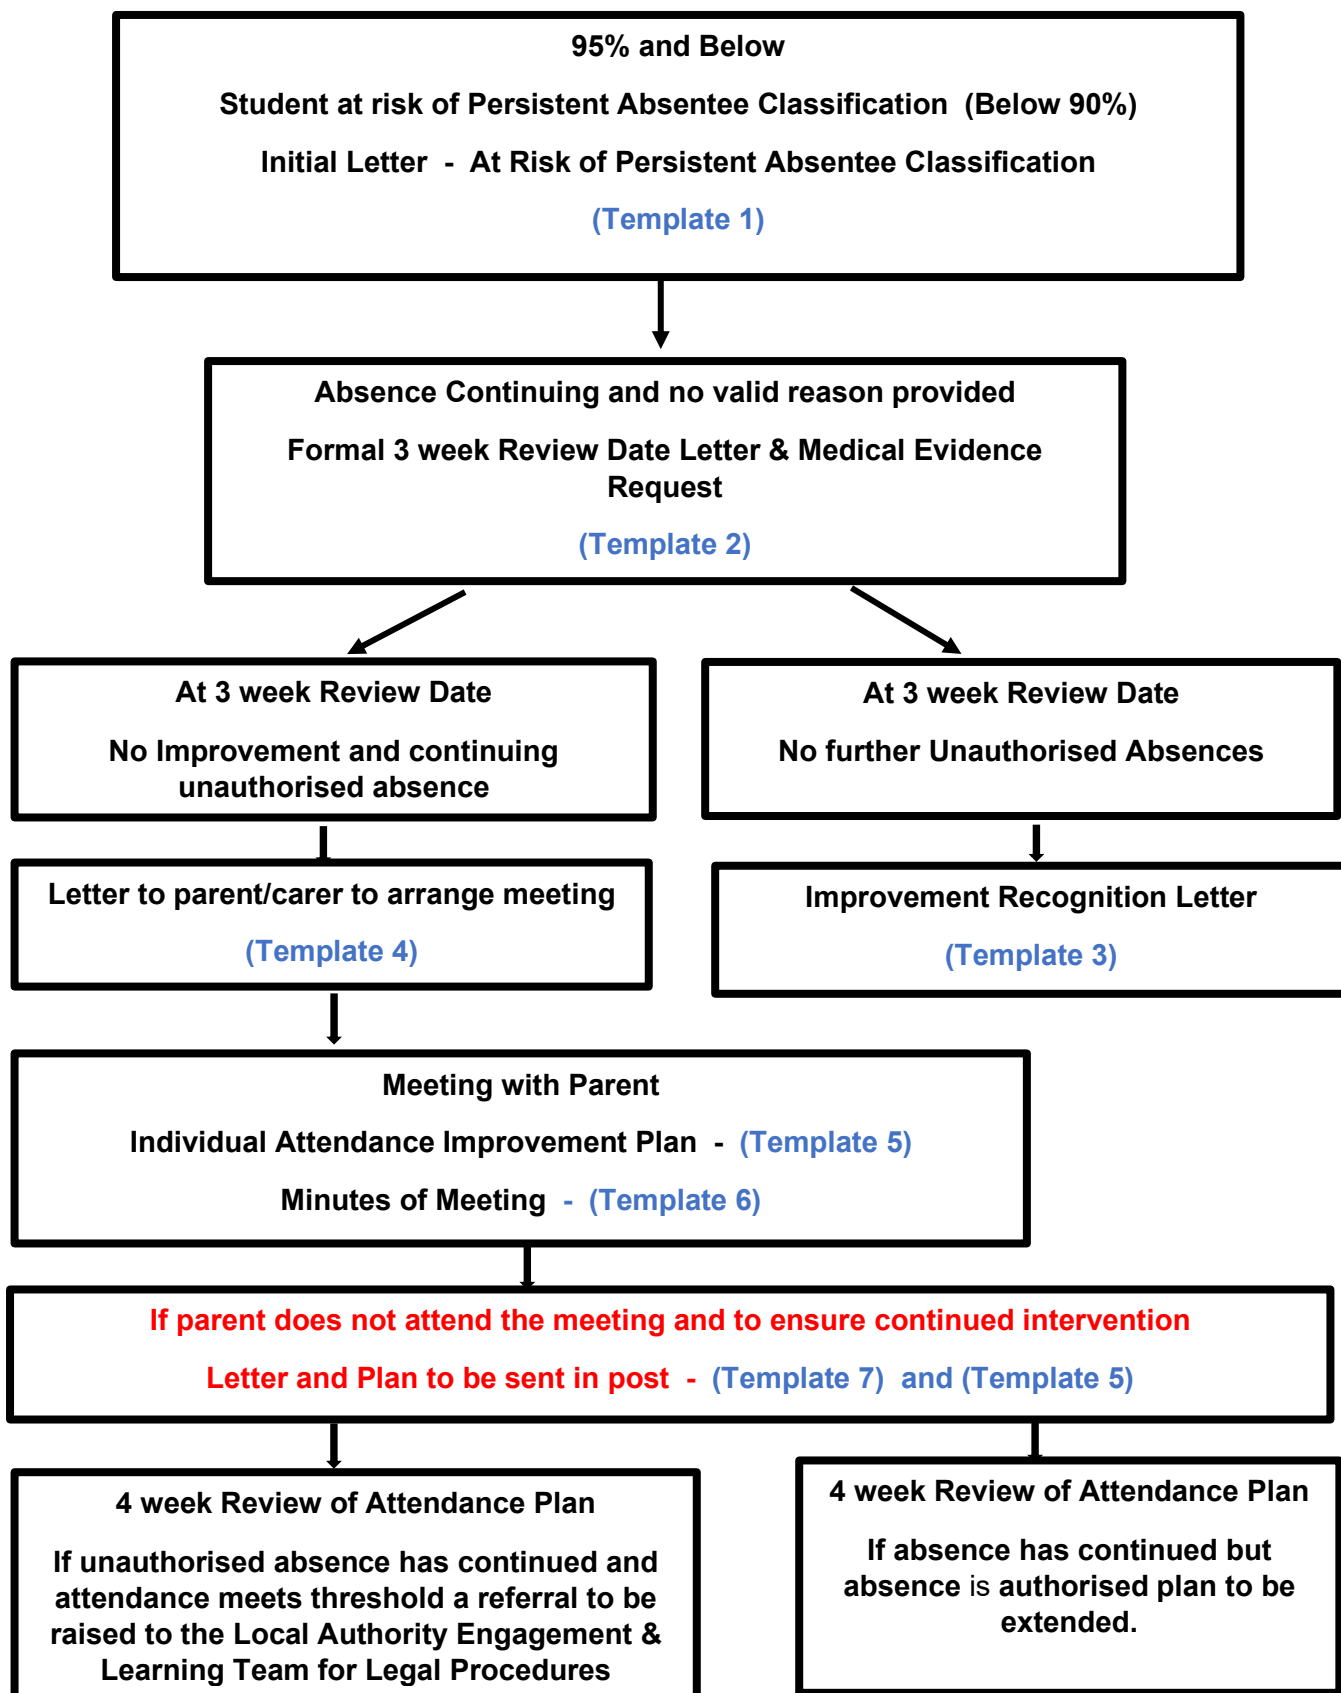 95% and Below
Student at risk of Persistent Absentee Classification (Below 90%)
Initial Letter - At Risk of Persistent Absentee Classification
(Template 1)
Absence Continuing and no valid reason provided
Formal 3 week Review Date Letter & Medical Evidence
Request
(Template 2)
At 3 week Review Date
No Improvement and continuing
unauthorised absence
At 3 week Review Date
No further Unauthorised Absences
Letter to parent/carer to arrange meeting
(Template 4)
Improvement Recognition Letter
(Template 3)
Meeting with Parent
Individual Attendance Improvement Plan - (Template 5)
Minutes of Meeting - (Template 6)
If parent does not attend the meeting and to ensure continued intervention
Letter and Plan to be sent in post - (Template 7) and (Template 5)
4 week Review of Attendance Plan
If unauthorised absence has continued and
attendance meets threshold a referral to be
raised to the Local Authority Engagement &
Learning Team for Legal Procedures
4 week Review of Attendance Plan
If absence has continued but
absence is authorised plan to be
extended.